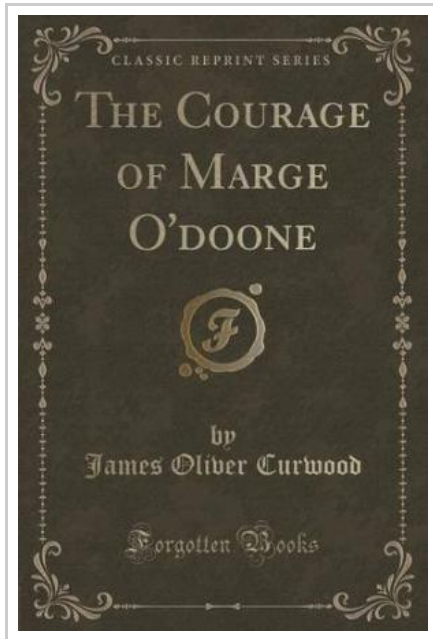 CLASSIC REPRINT SERIES
THE COURAGE
OF MARGE
O'DOONE
F
by
James Oliver Curwood
Forgotten Books